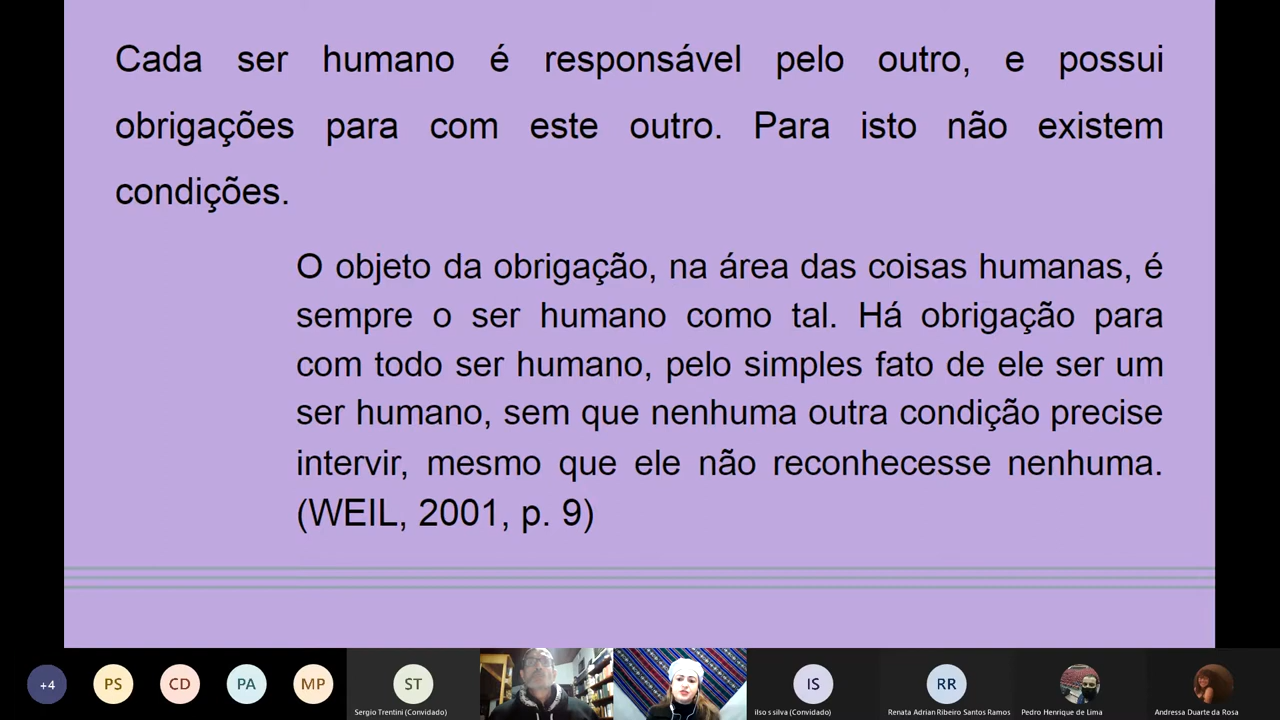 Cada ser humano é responsável pelo outro, e possui
obrigações para com este outro. Para isto não existem
condições.
O objeto da obrigação, na área das coisas humanas, é
sempre o ser humano como tal. Há obrigação para
com todo ser humano, pelo simples fato de ele ser um
ser humano, sem que nenhuma outra condição precise
intervir, mesmo que ele não reconhecesse nenhuma.
(WEIL, 2001, p. 9)
+4 PS CD PA MP ST IS RR
Sergio Trentini (Convidado) ilso s silva (Convidado) Renata Adrian Ribeiro Santos Ramos Pedro Henrique de Lima Andressa Duarte da Rosa